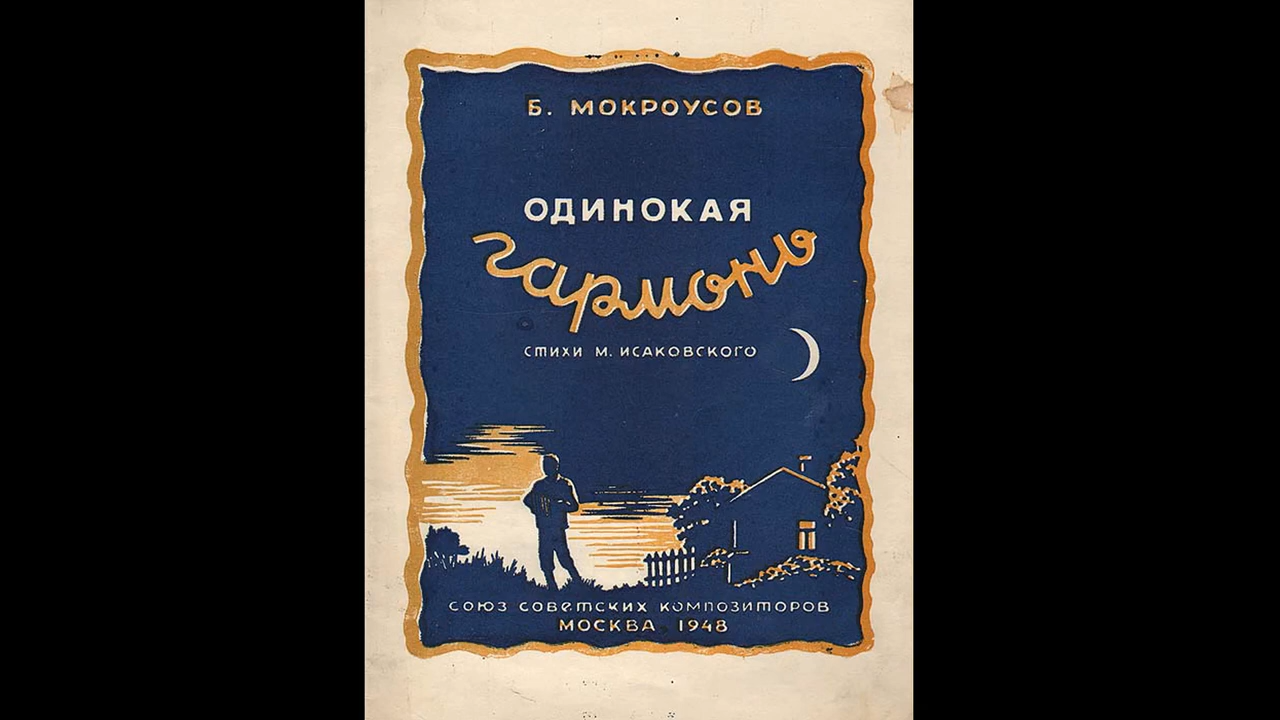 Б. МОКРОУСОВ
ОДИНОКАЯ
гармонь
СТИХИ М. ИСАКОВСКОГО
СОЮЗ СОВЕТСКИХ КОМПОЗИТОРОВ
МОСКВА 1948